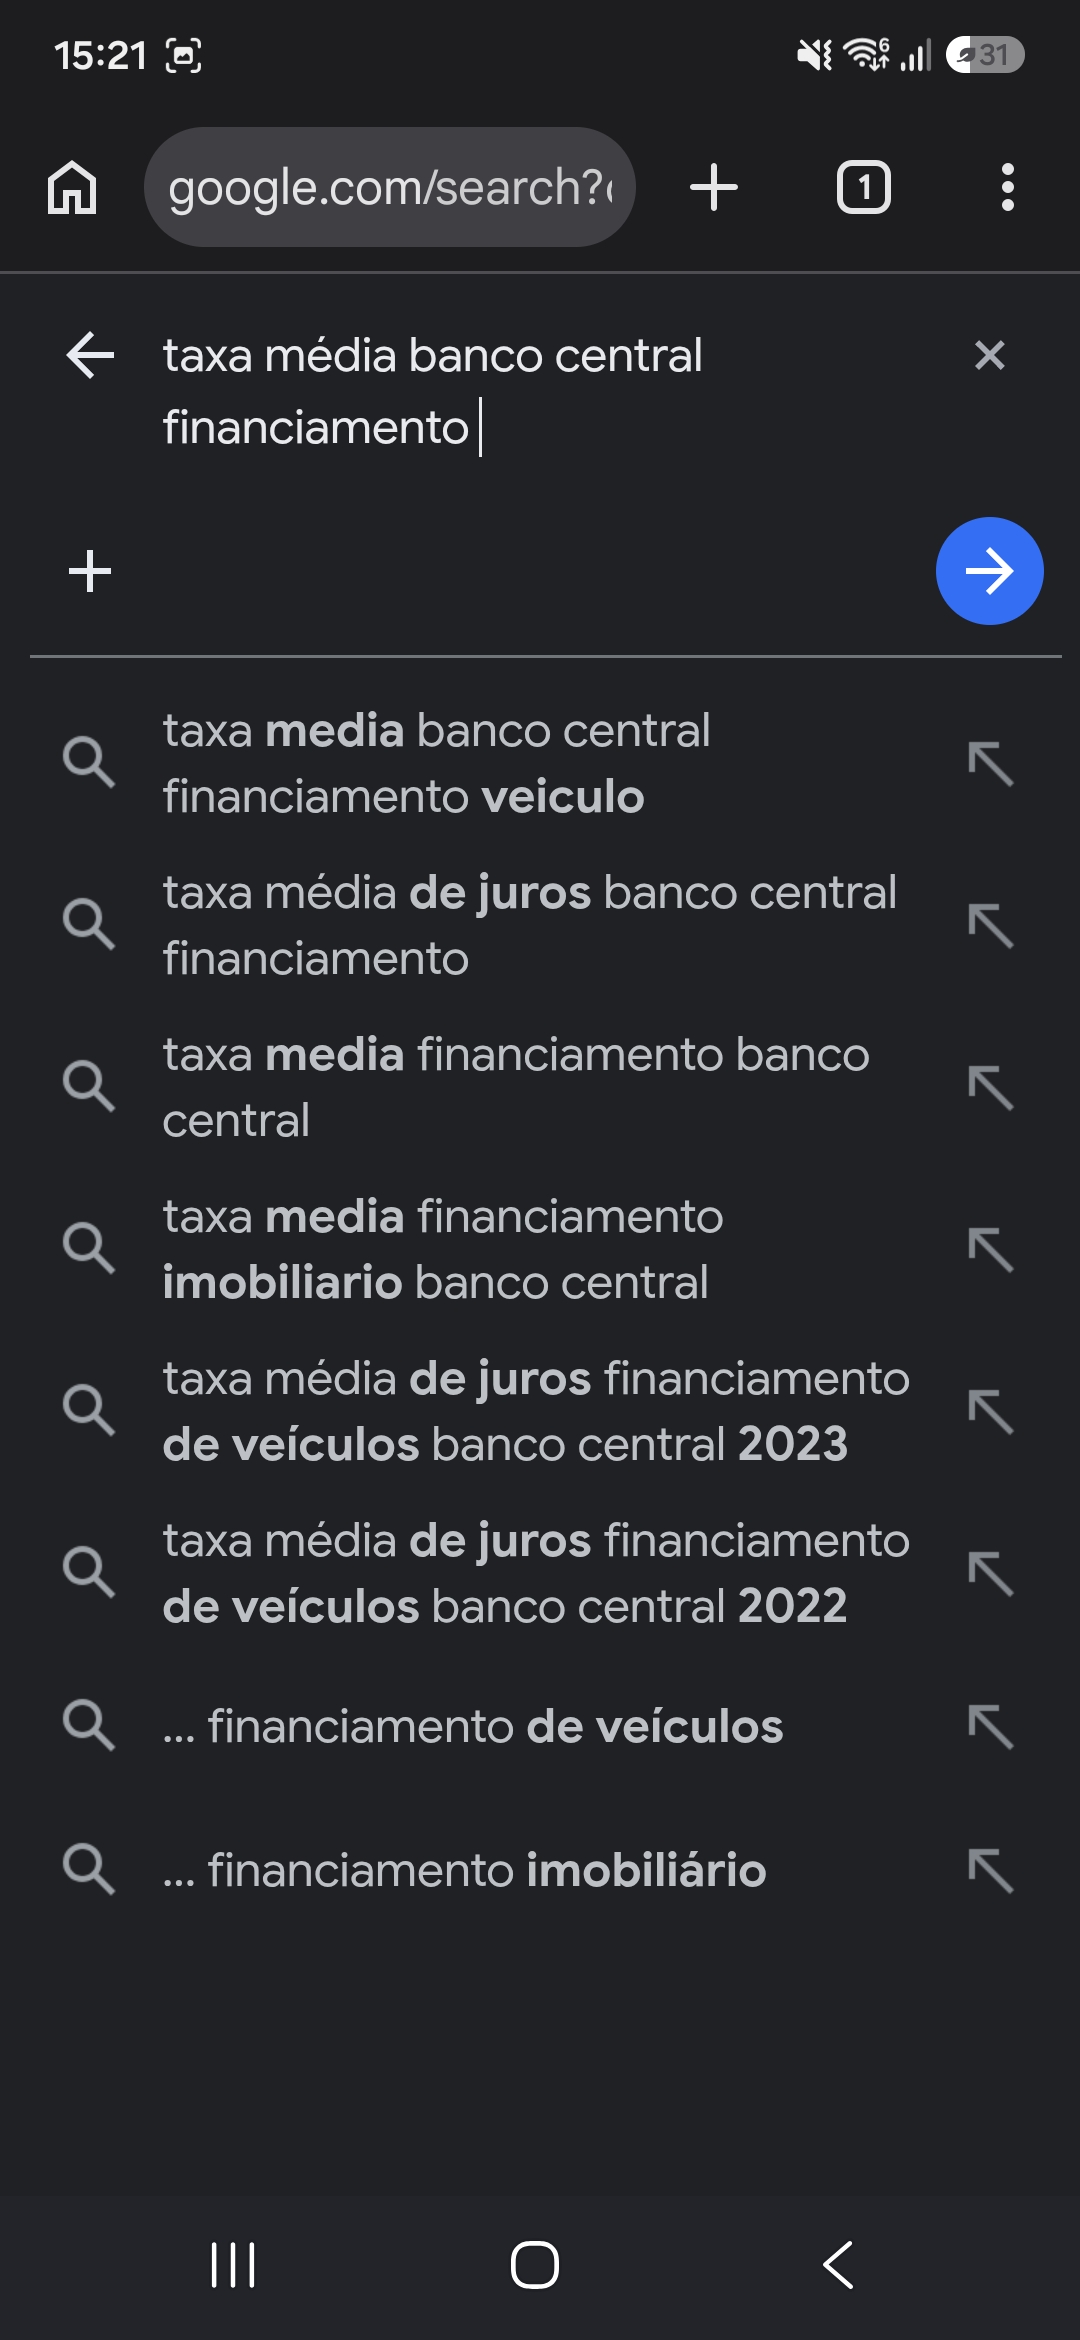 15:21
6
31
google.com/search?
1
taxa média banco central
financiamento
taxa media banco central
financiamento veiculo
taxa média de juros banco central
financiamento
taxa media financiamento banco
central
taxa media financiamento
imobiliario banco central
taxa média de juros financiamento
de veículos banco central 2023
taxa média de juros financiamento
de veículos banco central 2022
... financiamento de veículos
... financiamento imobiliário